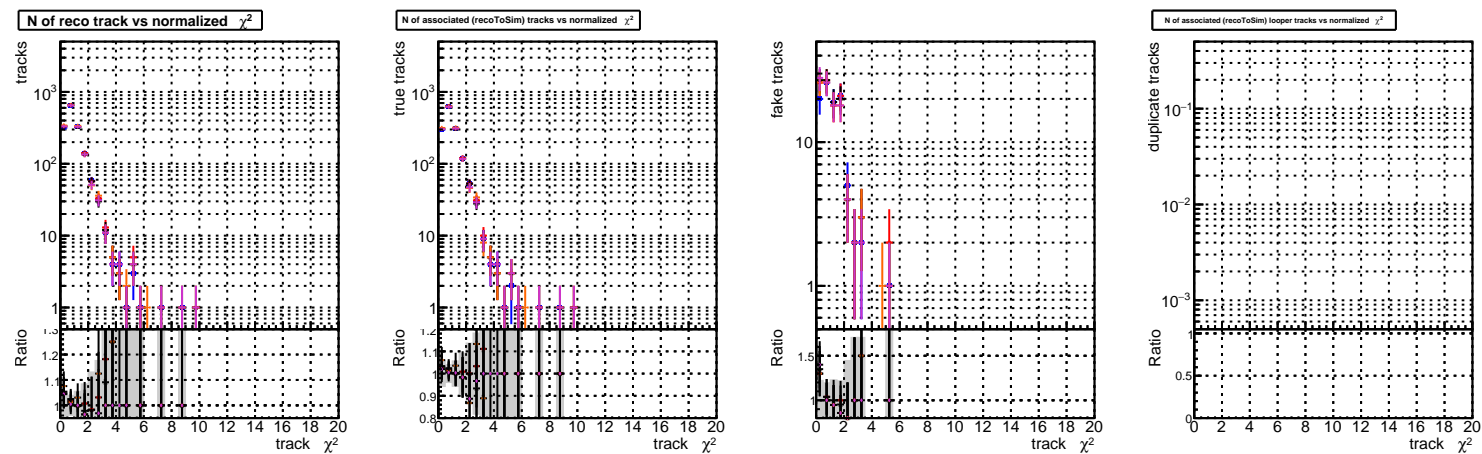 N of reco track vs normalized χ²
tracks
10³
10²
10
1
Ratio
1.3
1.2
1.1
1
0 2 4 6 8 10 12 14 16 18 20
track χ²
N of associated (recoToSim) tracks vs normalized χ²
true tracks
10³
10²
10
1
Ratio
1.2
1.1
1
0.9
0.8
0 2 4 6 8 10 12 14 16 18 20
track χ²
fake tracks
10
1
Ratio
1.5
1
0 2 4 6 8 10 12 14 16 18 20
track χ²
N of associated (recoToSim) looper tracks vs normalized χ²
duplicate tracks
10⁻¹
10⁻²
10⁻³
Ratio
1
0.5
0
0 2 4 6 8 10 12 14 16 18 20
track χ²